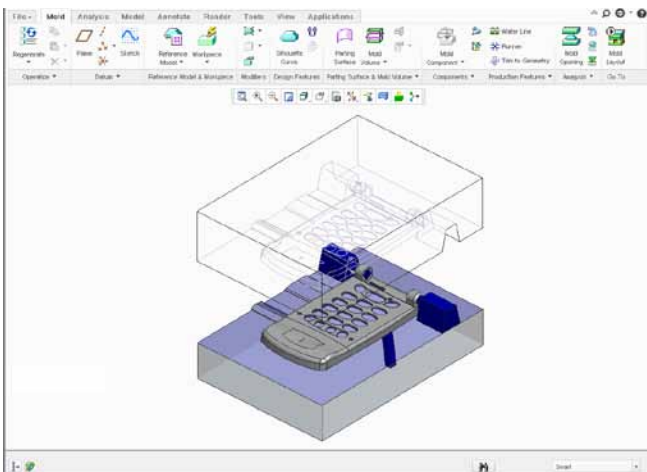 File Mold Analysis Model Annotate Render Tools View Applications
Regenerate
Plane
Sketch
Reference Model
Workpiece
Silhouette Curve
Parting Surface
Mold Volume
Mold Component
Water Line
Runner
Trim to Geometry
Mold Opening
Mold Layout
Operations Datum Reference Model & Workpiece Modifiers Design Features Parting Surface & Mold Volume Components Production Features Analysis Go To
Smart